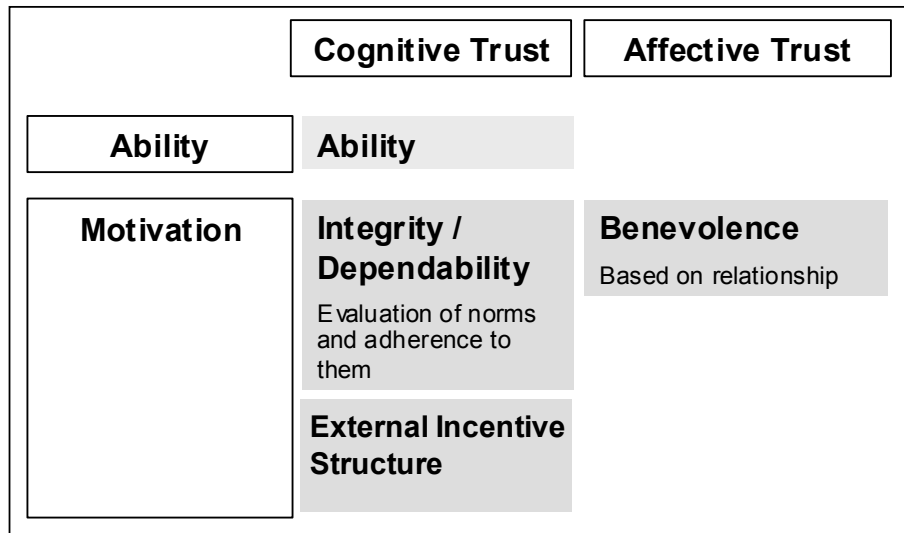 Cognitive Trust
Affective Trust
Ability
Ability
Motivation
Integrity /
Dependability
Evaluation of norms
and adherence to
them
Benevolence
Based on relationship
External Incentive
Structure